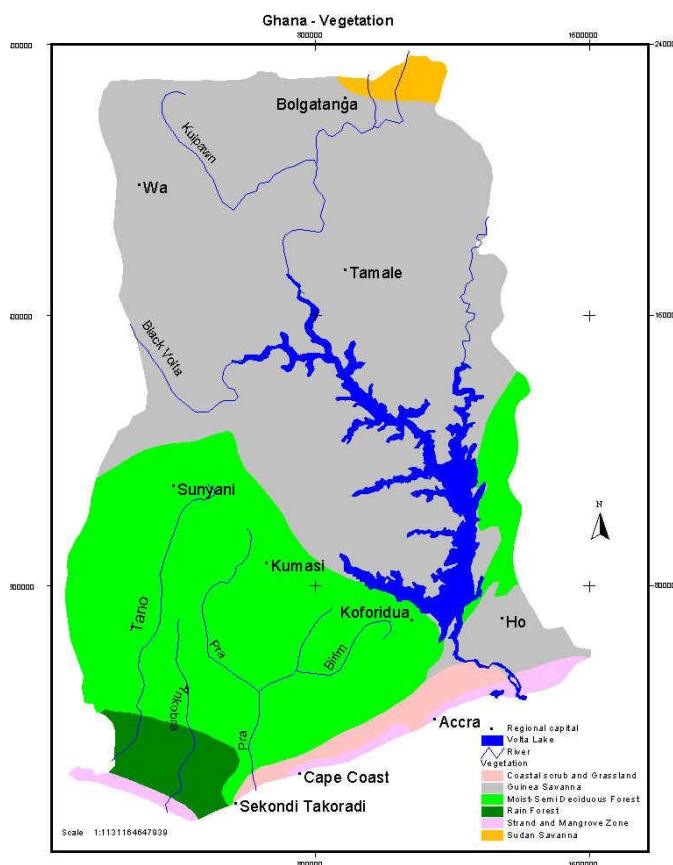 Ghana - Vegetation
800000
1600000
Bolgatanga
Kulpawn
Wa
Tamale
Black Volta
Sunyani
Kumasi
Koforidua
Ho
Tano
Ankobra
Pra
Birim
Pra
Accra
Cape Coast
Sekondi Takoradi
N
Regional capital
Volta Lake
River
Vegetation
Coastal scrub and Grassland
Guinea Savanna
Moist-Semi Deciduous Forest
Rain Forest
Strand and Mangrove Zone
Sudan Savanna
Scale 1:1131164647939
800000